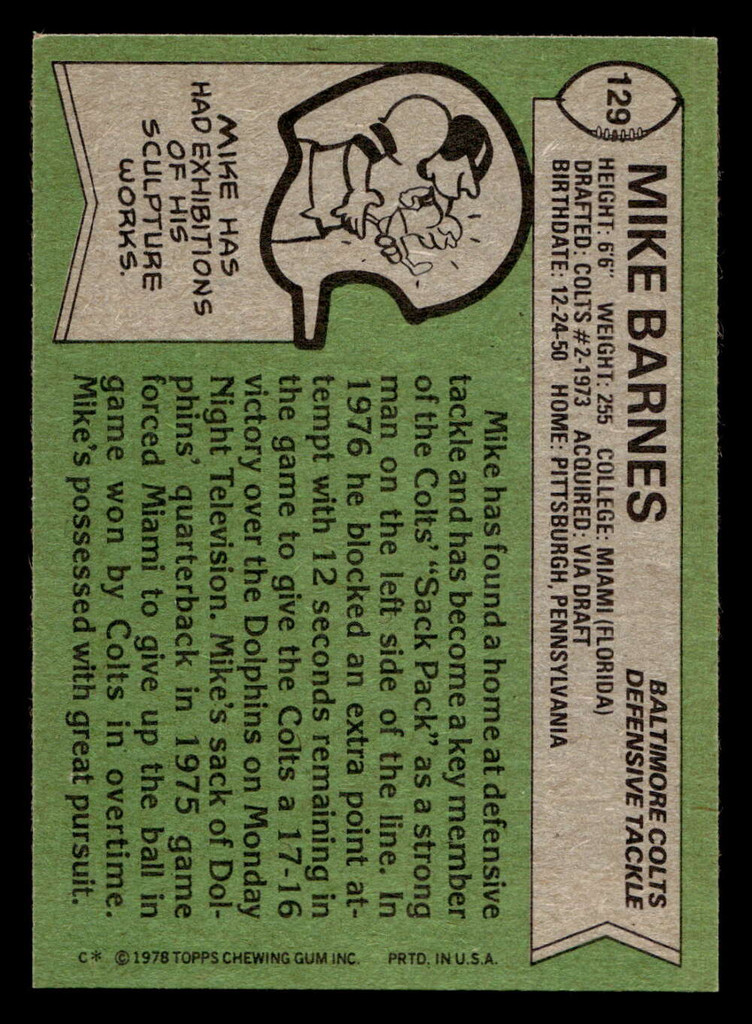 129
MIKE BARNES
BALTIMORE COLTS
DEFENSIVE TACKLE
HEIGHT: 6'6" WEIGHT: 255 COLLEGE: MIAMI (FLORIDA)
DRAFTED: COLTS #2-1973 ACQUIRED: VIA DRAFT
BIRTHDATE: 12-24-50 HOME: PITTSBURGH, PENNSYLVANIA
MIKE HAS
HAD EXHIBITIONS
OF HIS
SCULPTURE
WORKS.
Mike has found a home at defensive
tackle and has become a key member
of the Colts' "Sack Pack" as a strong
man on the left side of the line. In
1976 he blocked an extra point at-
tempt with 12 seconds remaining in
the game to give the Colts a 17-16
victory over the Dolphins on Monday
Night Television. Mike's sack of Dol-
phins' quarterback in 1975 game
forced Miami to give up the ball in
game won by Colts in overtime.
Mike's possessed with great pursuit.
C* © 1978 TOPPS CHEWING GUM INC. PRTD. IN U.S.A.